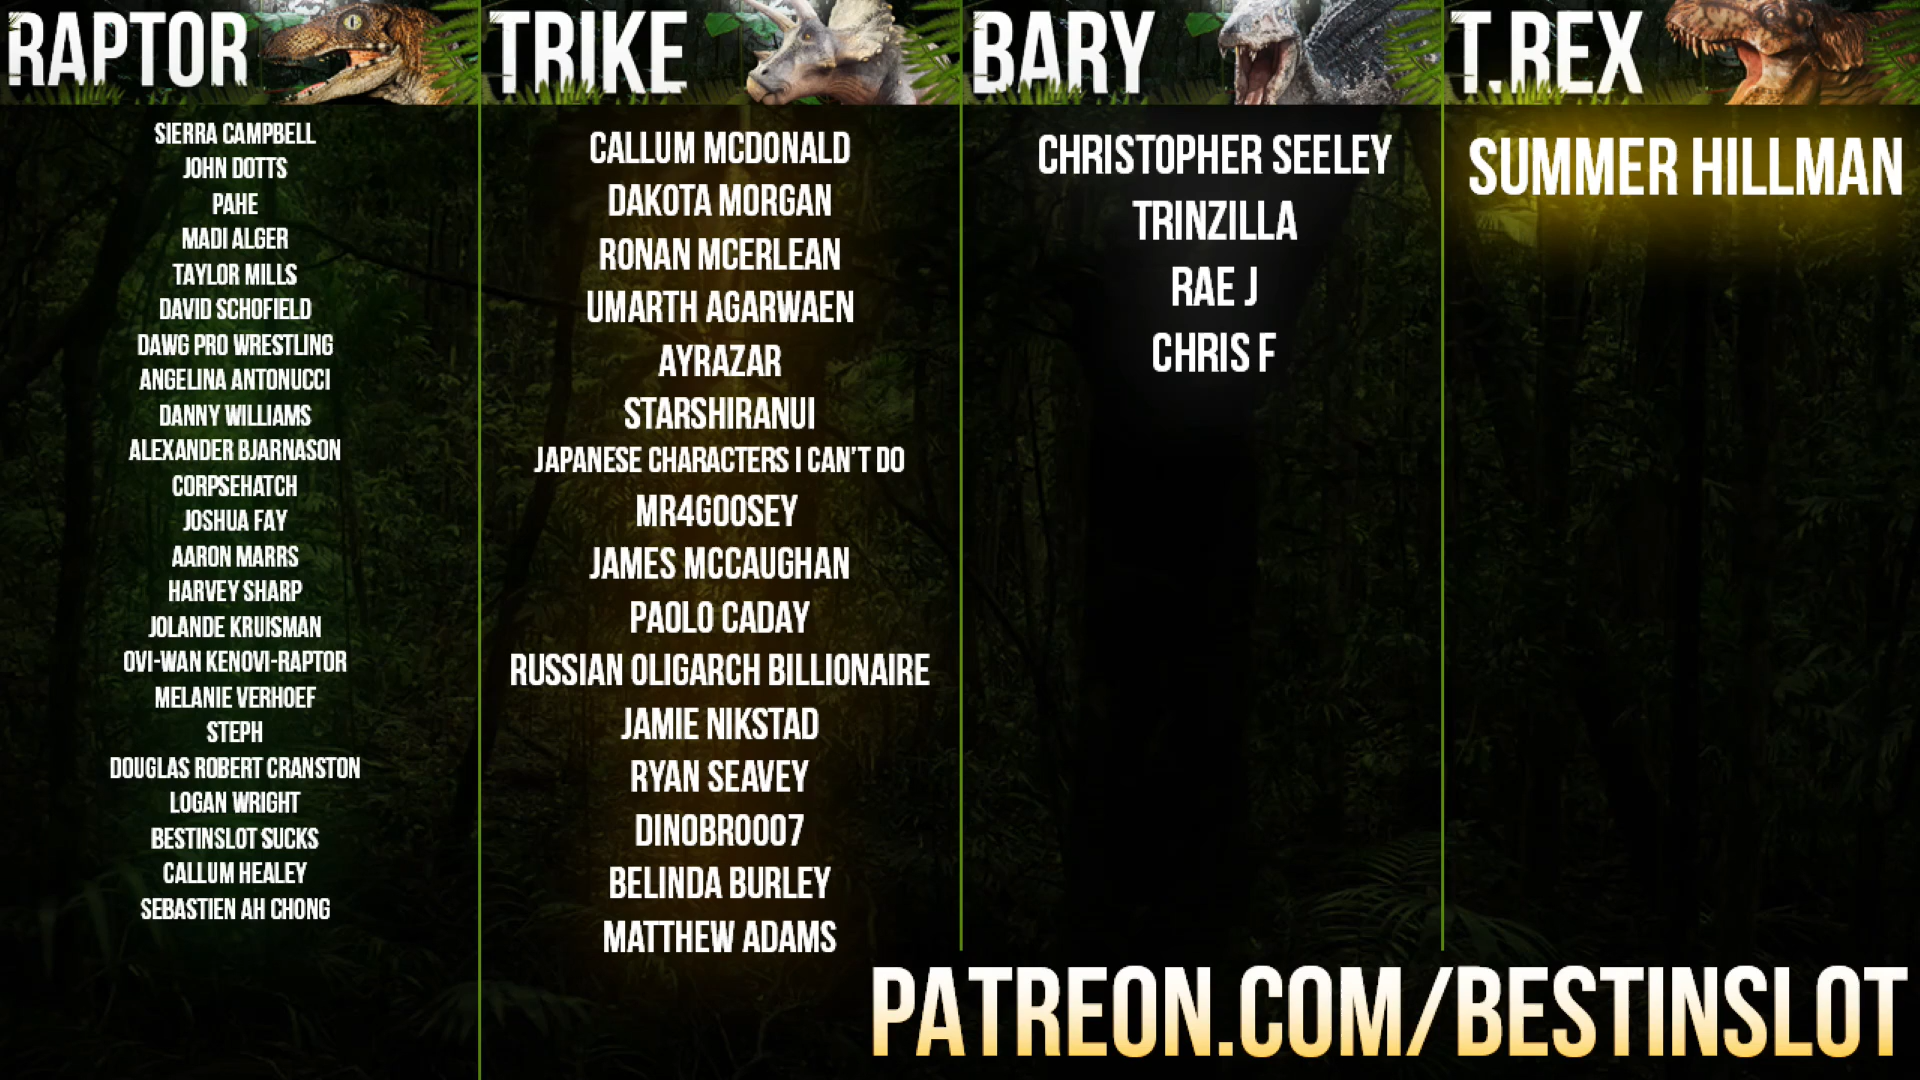 RAPTOR
SIERRA CAMPBELL
JOHN DOTTS
PAHE
MADI ALGER
TAYLOR MILLS
DAVID SCHOFIELD
DAWG PRO WRESTLING
ANGELINA ANTONUCCI
DANNY WILLIAMS
ALEXANDER BJARNASON
CORPSEHATCH
JOSHUA FAY
AARON MARRS
HARVEY SHARP
JOLANDE KRUISMAN
OVI-WAN KENOVI-RAPTOR
MELANIE VERHOEF
STEPH
DOUGLAS ROBERT CRANSTON
LOGAN WRIGHT
BESTINSLOT SUCKS
CALLUM HEALEY
SEBASTIEN AH CHONG
TRIKE
CALLUM MCDONALD
DAKOTA MORGAN
RONAN MCERLEAN
UMARTH AGARWAEN
AYRAZAR
STARSHIRANUI
JAPANESE CHARACTERS I CAN'T DO
MR4GOOSEY
JAMES MCCAUGHAN
PAOLO CADAY
RUSSIAN OLIGARCH BILLIONAIRE
JAMIE NIKSTAD
RYAN SEAVEY
DINOBRO007
BELINDA BURLEY
MATTHEW ADAMS
BARY
CHRISTOPHER SEELEY
TRINZILLA
RAE J
CHRIS F
T.REX
SUMMER HILLMAN
PATREON.COM/BESTINSLOT